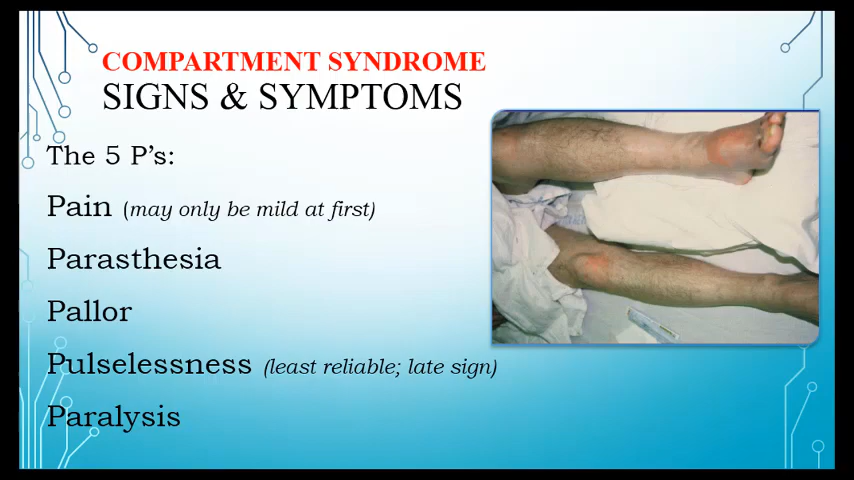 COMPARTMENT SYNDROME
SIGNS & SYMPTOMS
The 5 P's:
Pain (may only be mild at first)
Parasthesia
Pallor
Pulselessness (least reliable; late sign)
Paralysis